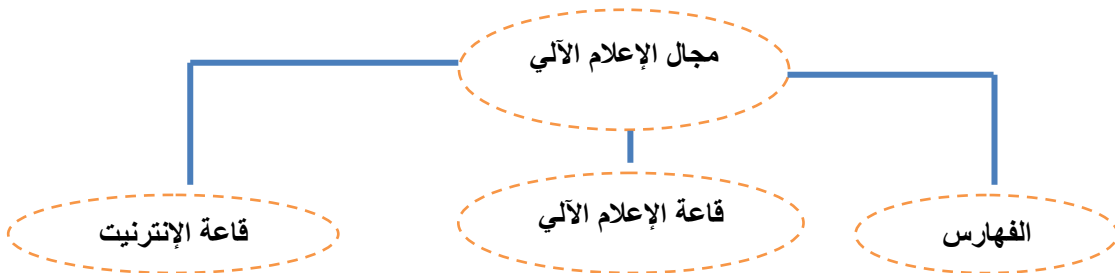 مجال الإعلام الآلي
الفهارس
قاعة الإعلام الآلي
قاعة الإنترنيت